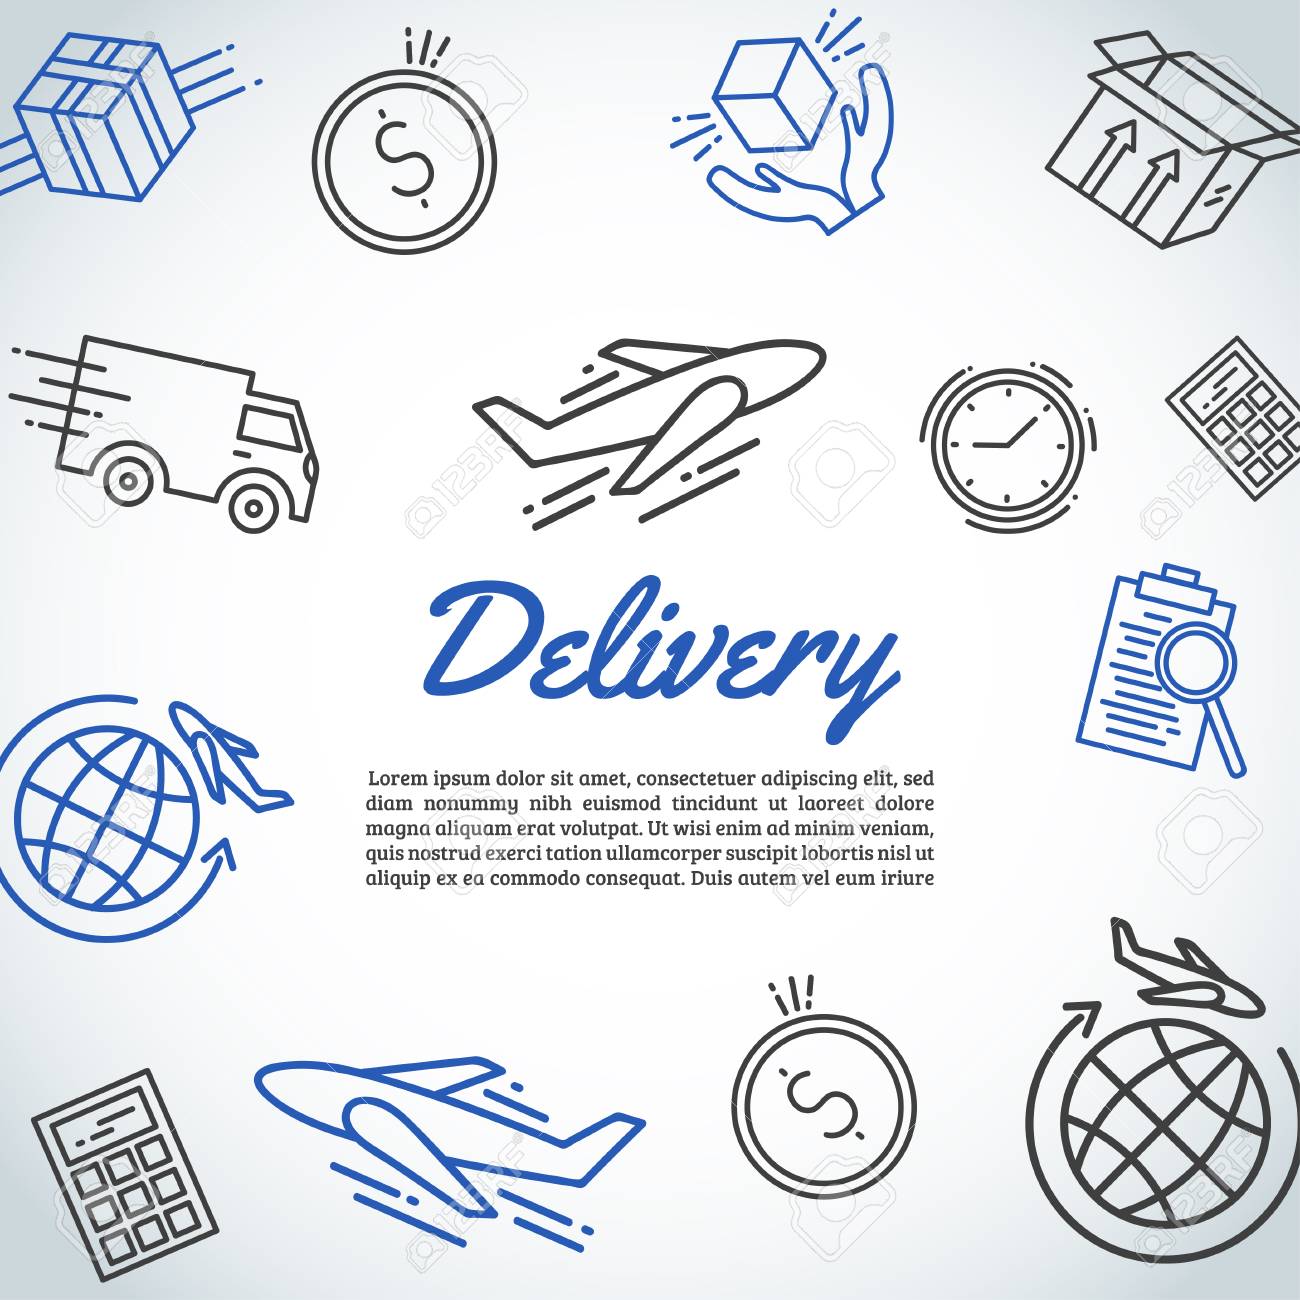 Delivery
Lorem ipsum dolor sit amet, consectetuer adipiscing elit, sed
diam nonummy nibh euismod tincidunt ut laoreet dolore
magna aliquam erat volutpat. Ut wisi enim ad minim veniam,
quis nostrud exerci tation ullamcorper suscipit lobortis nisl ut
aliquip ex ea commodo consequat. Duis autem vel eum iriure